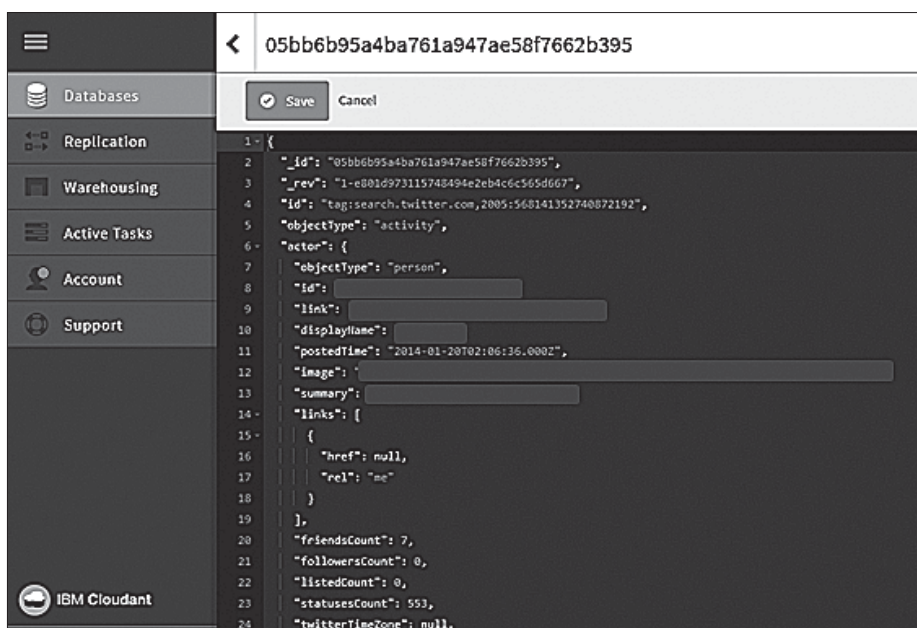 05bb6b95a4ba761a947ae58f7662b395
Databases
Replication
Warehousing
Active Tasks
Account
Support
IBM Cloudant
Save Cancel
1 {
2 "_id": "05bb6b95a4ba761a947ae58f7662b395",
3 "_rev": "1-e801d973115748494e2eb4c6c565d667",
4 "id": "tag:search.twitter.com,2005:568141352740872192",
5 "objectType": "activity",
6 "actor": {
7 "objectType": "person",
8 "id":
9 "link":
10 "displayName":
11 "postedTime": "2014-01-20T02:06:36.000Z",
12 "image": "
13 "summary":
14 "links": [
15 {
16 "href": null,
17 "rel": "me"
18 }
19 ],
20 "friendsCount": 7,
21 "followersCount": 0,
22 "listedCount": 0,
23 "statusesCount": 553,
24 "twitterTimeZone": null,